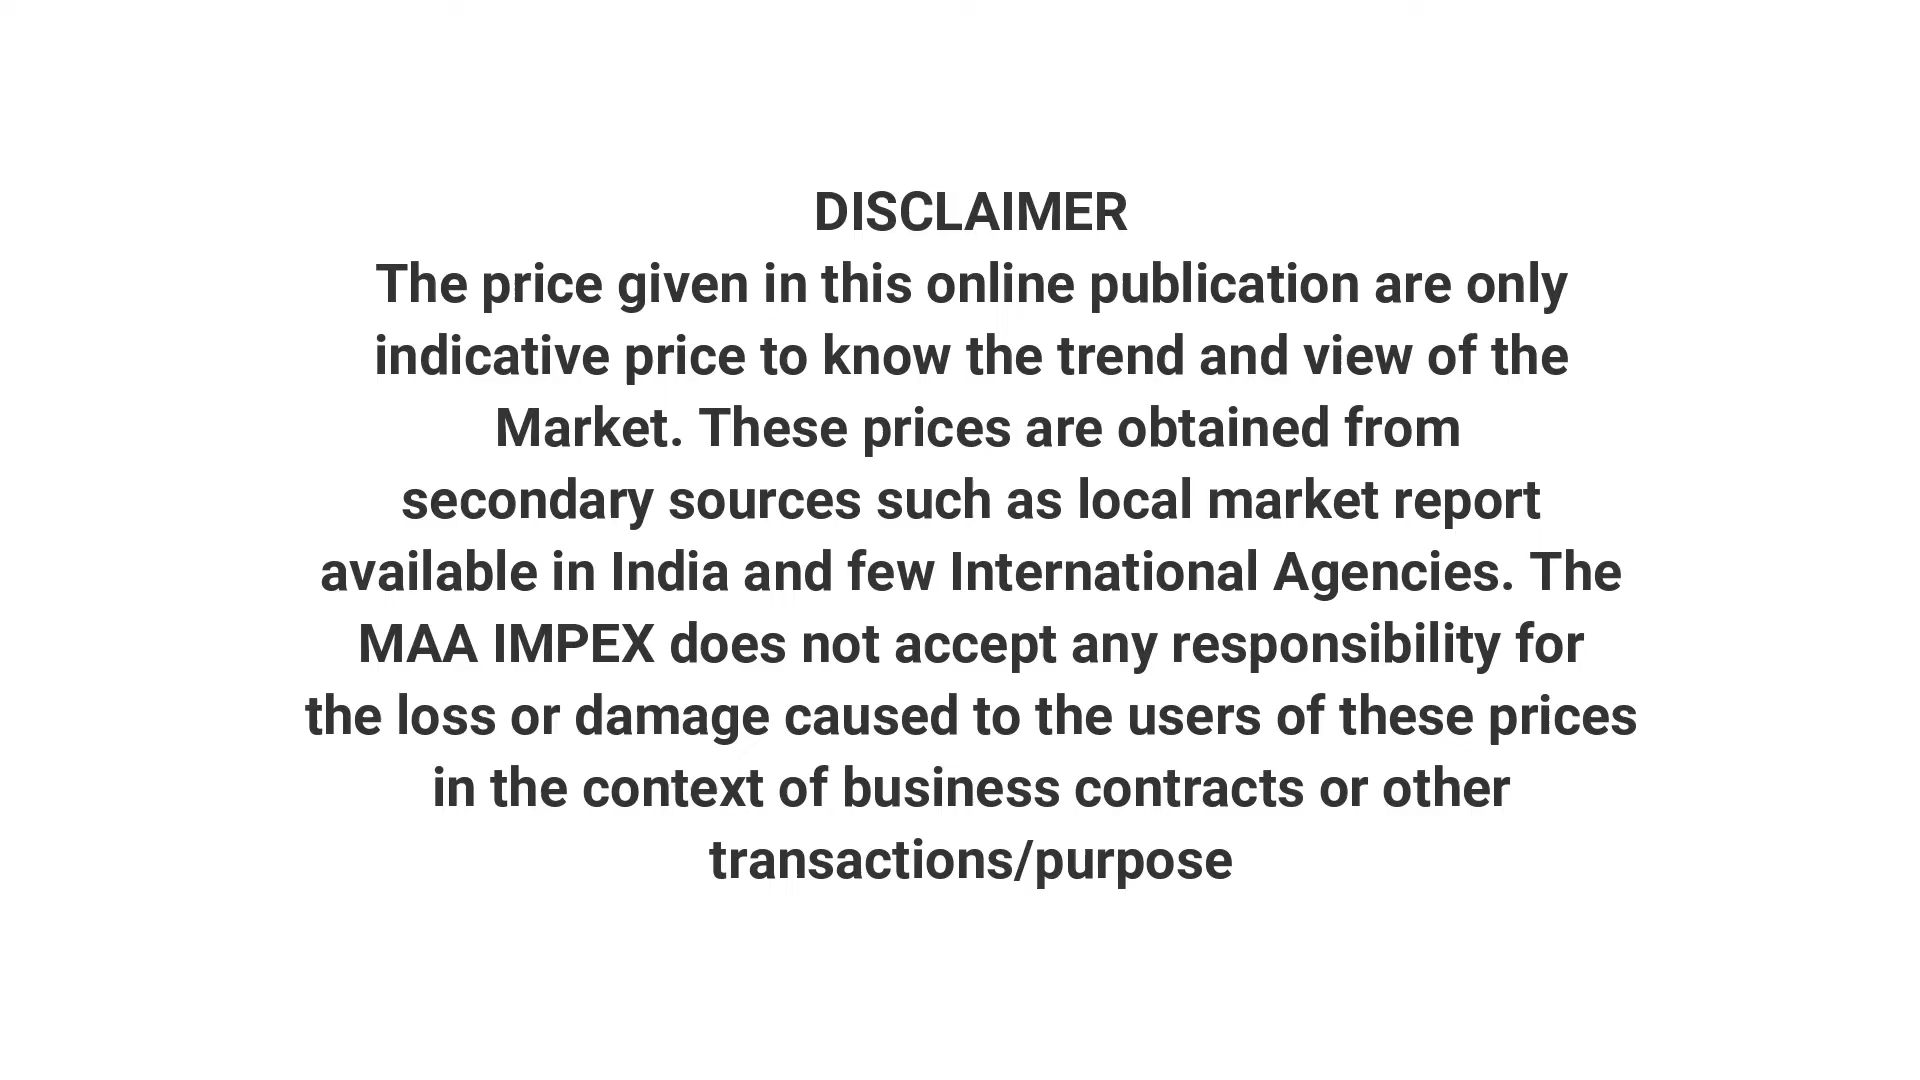 DISCLAIMER
The price given in this online publication are only
indicative price to know the trend and view of the
Market. These prices are obtained from
secondary sources such as local market report
available in India and few International Agencies. The
MAA IMPEX does not accept any responsibility for
the loss or damage caused to the users of these prices
in the context of business contracts or other
transactions/purpose